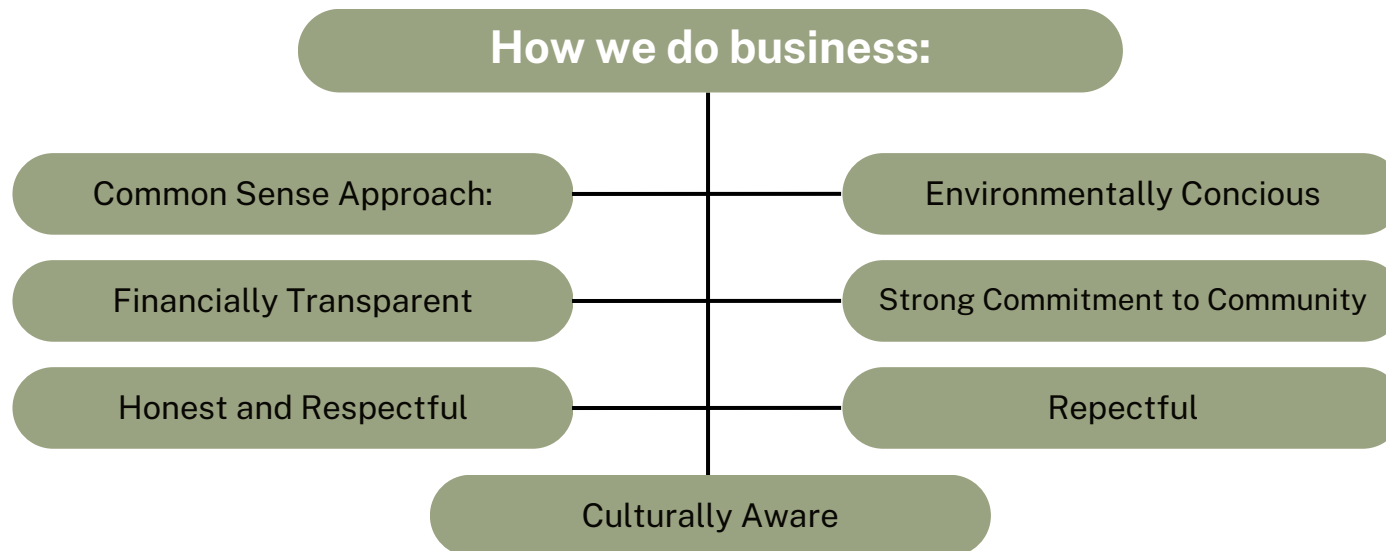 How we do business:
Common Sense Approach:
Environmentally Concious
Financially Transparent
Strong Commitment to Community
Honest and Respectful
Repectful
Culturally Aware